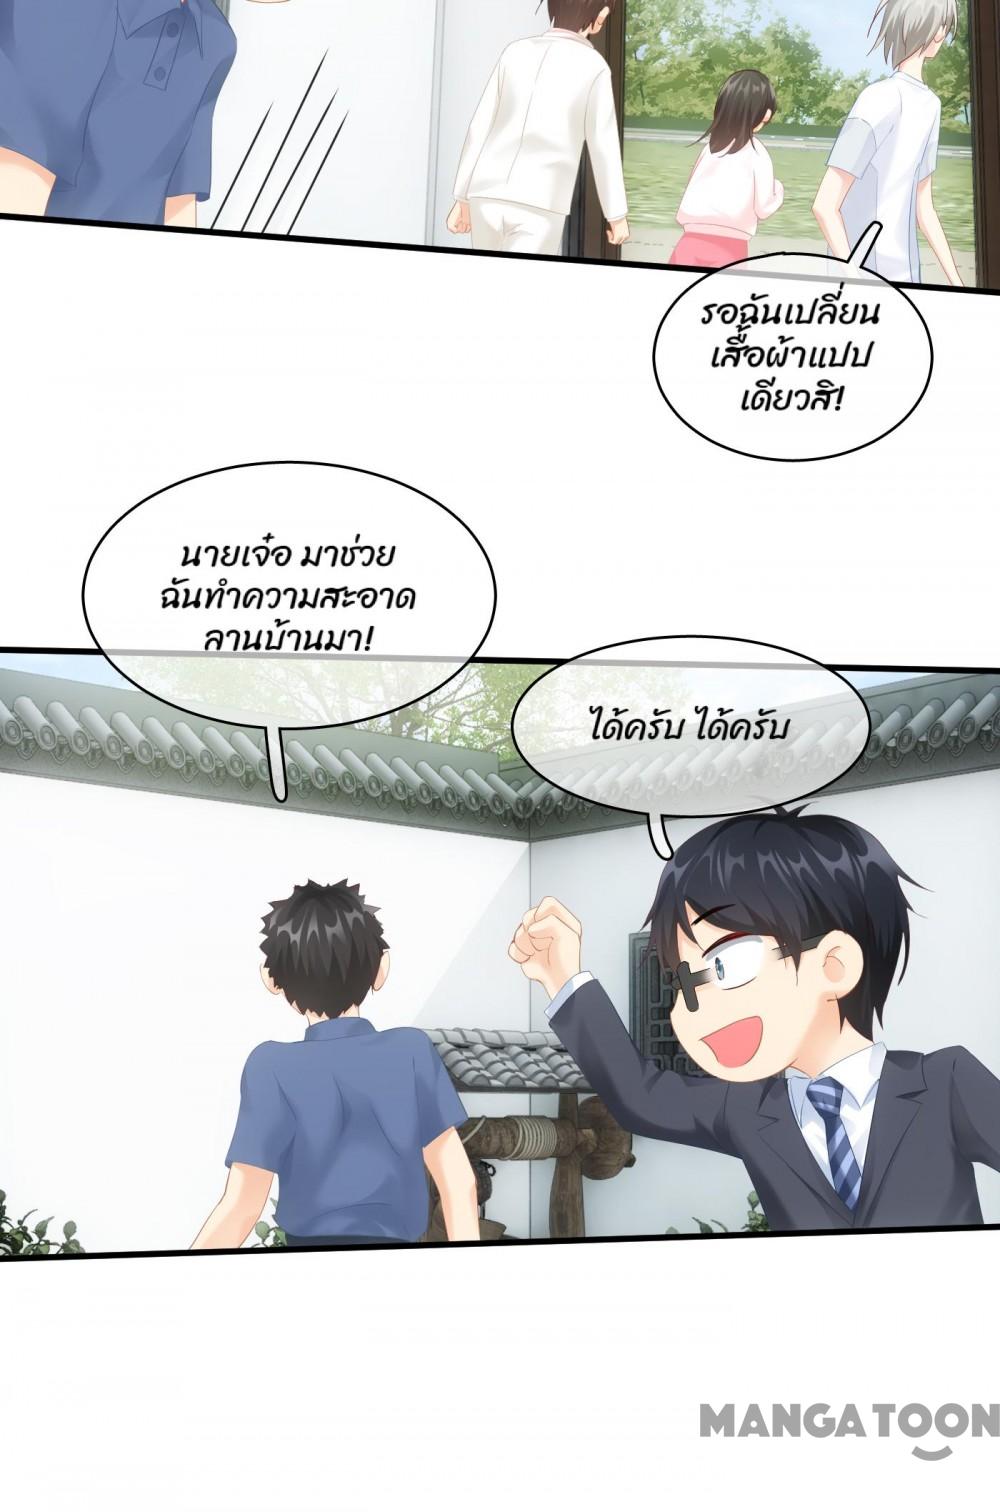 รอฉันเปลี่ยน
เสื้อผ้าแปป
เดียวสิ!
นายเจ๋อ มาช่วย
ฉันทำความสะอาด
ลานบ้านมา!
ได้ครับ ได้ครับ
MANGATOON